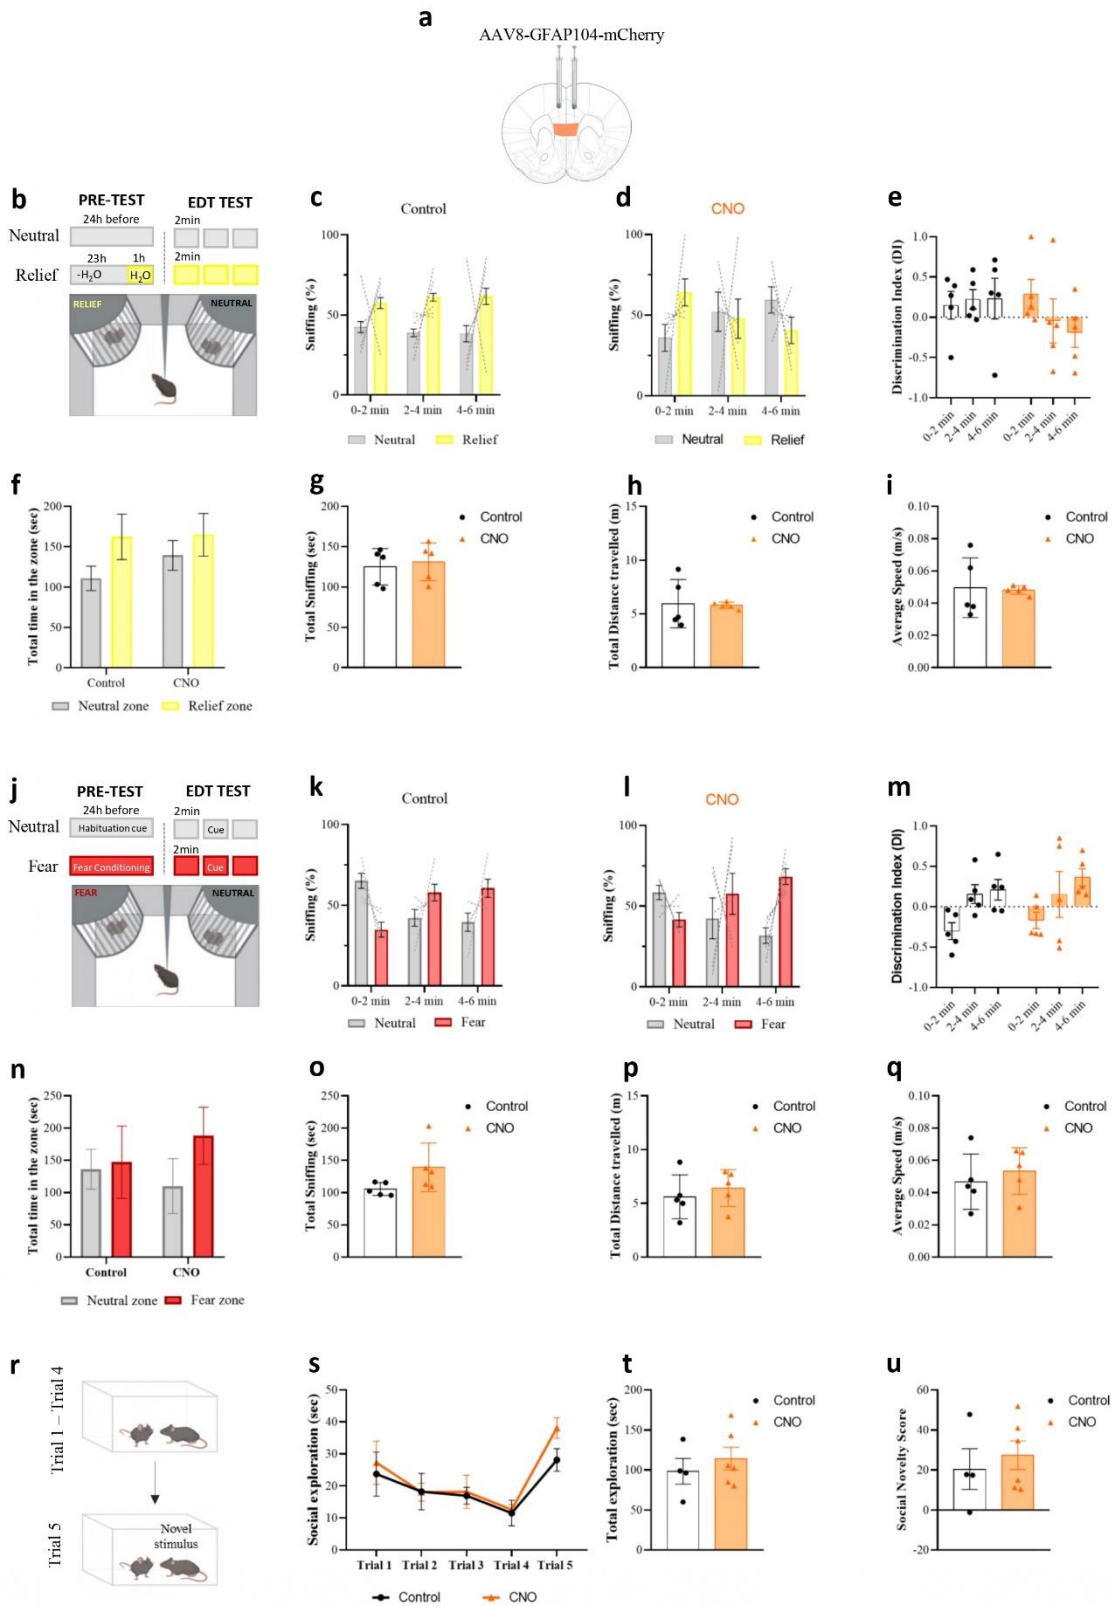 a
AAV8-GFAP104-mCherry
b
PRE-TEST
EDT TEST
24h before
2min
Neutral
23h
1h
2min
Relief
-H₂O
H₂O
RELIEF
NEUTRAL
c
Control
Sniffing (%)
100
50
0
0-2 min
2-4 min
4-6 min
Neutral
Relief
d
CNO
Sniffing (%)
100
50
0
0-2 min
2-4 min
4-6 min
Neutral
Relief
e
Discrimination Index (DI)
1.0
0.5
0.0
-0.5
-1.0
0-2 min
2-4 min
4-6 min
0-2 min
2-4 min
4-6 min
f
Total time in the zone (sec)
200
150
100
50
0
Control
CNO
Neutral zone
Relief zone
g
Total Sniffing (sec)
200
150
100
50
0
Control
CNO
h
Total Distance travelled (m)
15
10
5
0
Control
CNO
i
Average Speed (m/s)
0.10
0.08
0.06
0.04
0.02
0.00
Control
CNO
j
PRE-TEST
EDT TEST
24h before
2min
Neutral
Habituation cue
Cue
2min
Fear
Fear Conditioning
Cue
FEAR
NEUTRAL
k
Control
Sniffing (%)
100
50
0
0-2 min
2-4 min
4-6 min
Neutral
Fear
l
CNO
Sniffing (%)
100
50
0
0-2 min
2-4 min
4-6 min
Neutral
Fear
m
Discrimination Index (DI)
1.0
0.5
0.0
-0.5
-1.0
0-2 min
2-4 min
4-6 min
0-2 min
2-4 min
4-6 min
n
Total time in the zone (sec)
250
200
150
100
50
0
Control
CNO
Neutral zone
Fear zone
o
Total Sniffing (sec)
250
200
150
100
50
0
Control
CNO
p
Total Distance travelled (m)
15
10
5
0
Control
CNO
q
Average Speed (m/s)
0.10
0.08
0.06
0.04
0.02
0.00
Control
CNO
r
Trial 1 – Trial 4
Trial 5
Novel
stimulus
s
Social exploration (sec)
50
40
30
20
10
0
Trial 1
Trial 2
Trial 3
Trial 4
Trial 5
Control
CNO
t
Total exploration (sec)
200
150
100
50
0
Control
CNO
u
Social Novelty Score
60
40
20
0
-20
Control
CNO